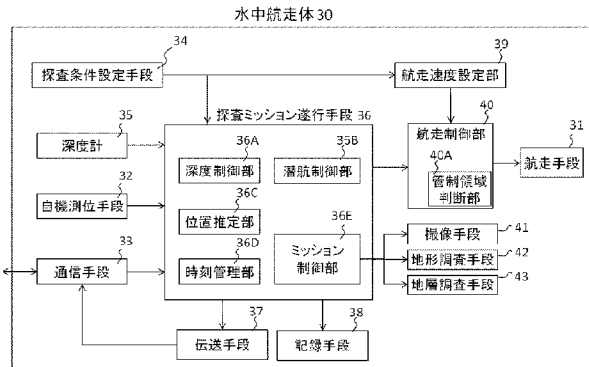 水中航走体30
34
探査条件設定手段
39
航走速度設定部
35
深度計
探査ミッション遂行手段 36
36A
深度制御部
35B
潜航制御部
40
航走制御部
40A
管制領域
判断部
31
航走手段
32
自機測位手段
36C
位置推定部
36E
ミッション
制御部
33
通信手段
36D
時刻管理部
撮像手段
41
地形調査手段
42
地層調査手段
43
37
伝送手段
38
記録手段